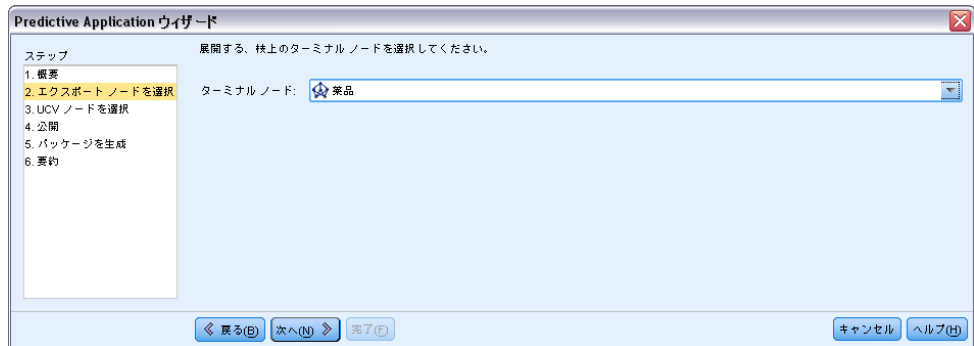 Predictive Application ウィザード
ステップ
1. 概要
2. エクスポート ノードを選択
3. UCV ノードを選択
4. 公開
5. パッケージを生成
6. 要約
展開する、枝上のターミナル ノードを選択してください。
ターミナル ノード: 薬品
戻る(B) 次へ(N) 完了(F) キャンセル ヘルプ(H)